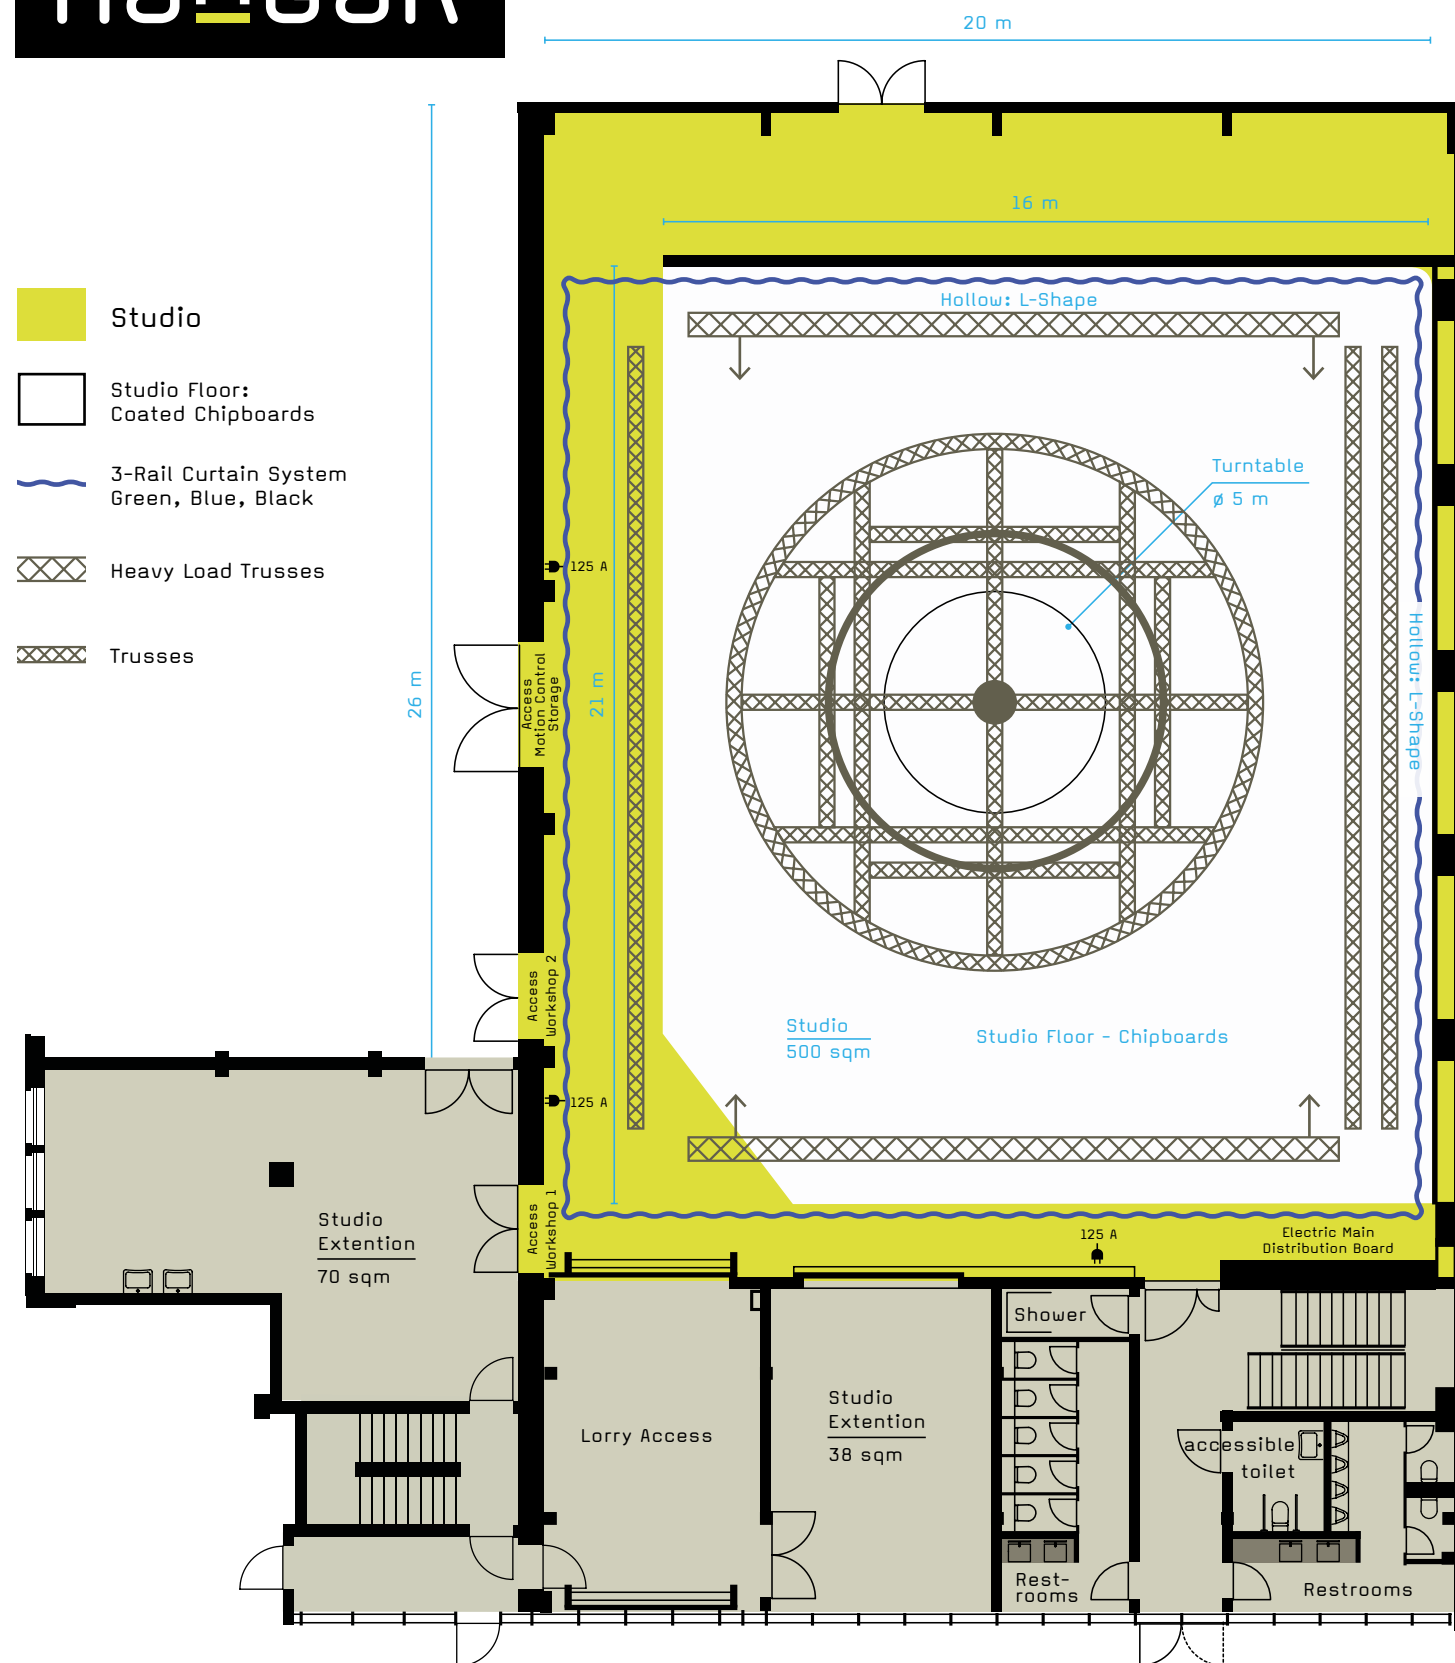 20 m
16 m
Hollow: L-Shape
Studio
Studio Floor:
Coated Chipboards
3-Rail Curtain System
Green, Blue, Black
Heavy Load Trusses
Trusses
Turntable
ø 5 m
125 A
Hollow: L-Shape
26 m
21 m
Access
Motion Control
Storage
Access
Workshop 2
Studio
500 sqm
Studio Floor - Chipboards
125 A
Access
Workshop 1
Studio
Extention
70 sqm
125 A
Electric Main
Distribution Board
Shower
Lorry Access
Studio
Extention
38 sqm
accessible
toilet
Rest-
rooms
Restrooms